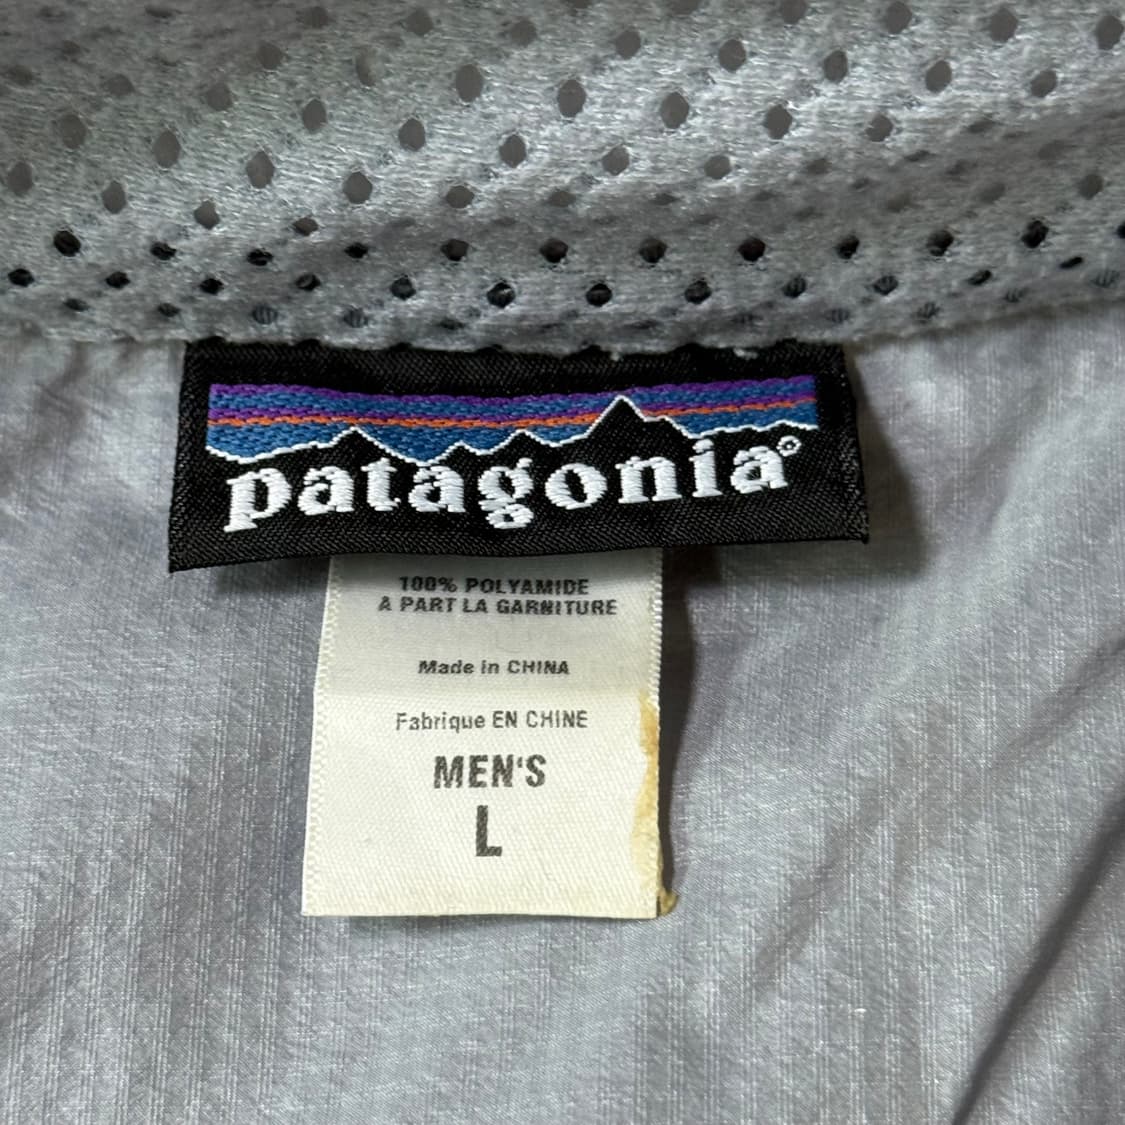 patagonia®
100% POLYAMIDE
A PART LA GARNITURE
Made in CHINA
Fabrique EN CHINE
MEN'S
L